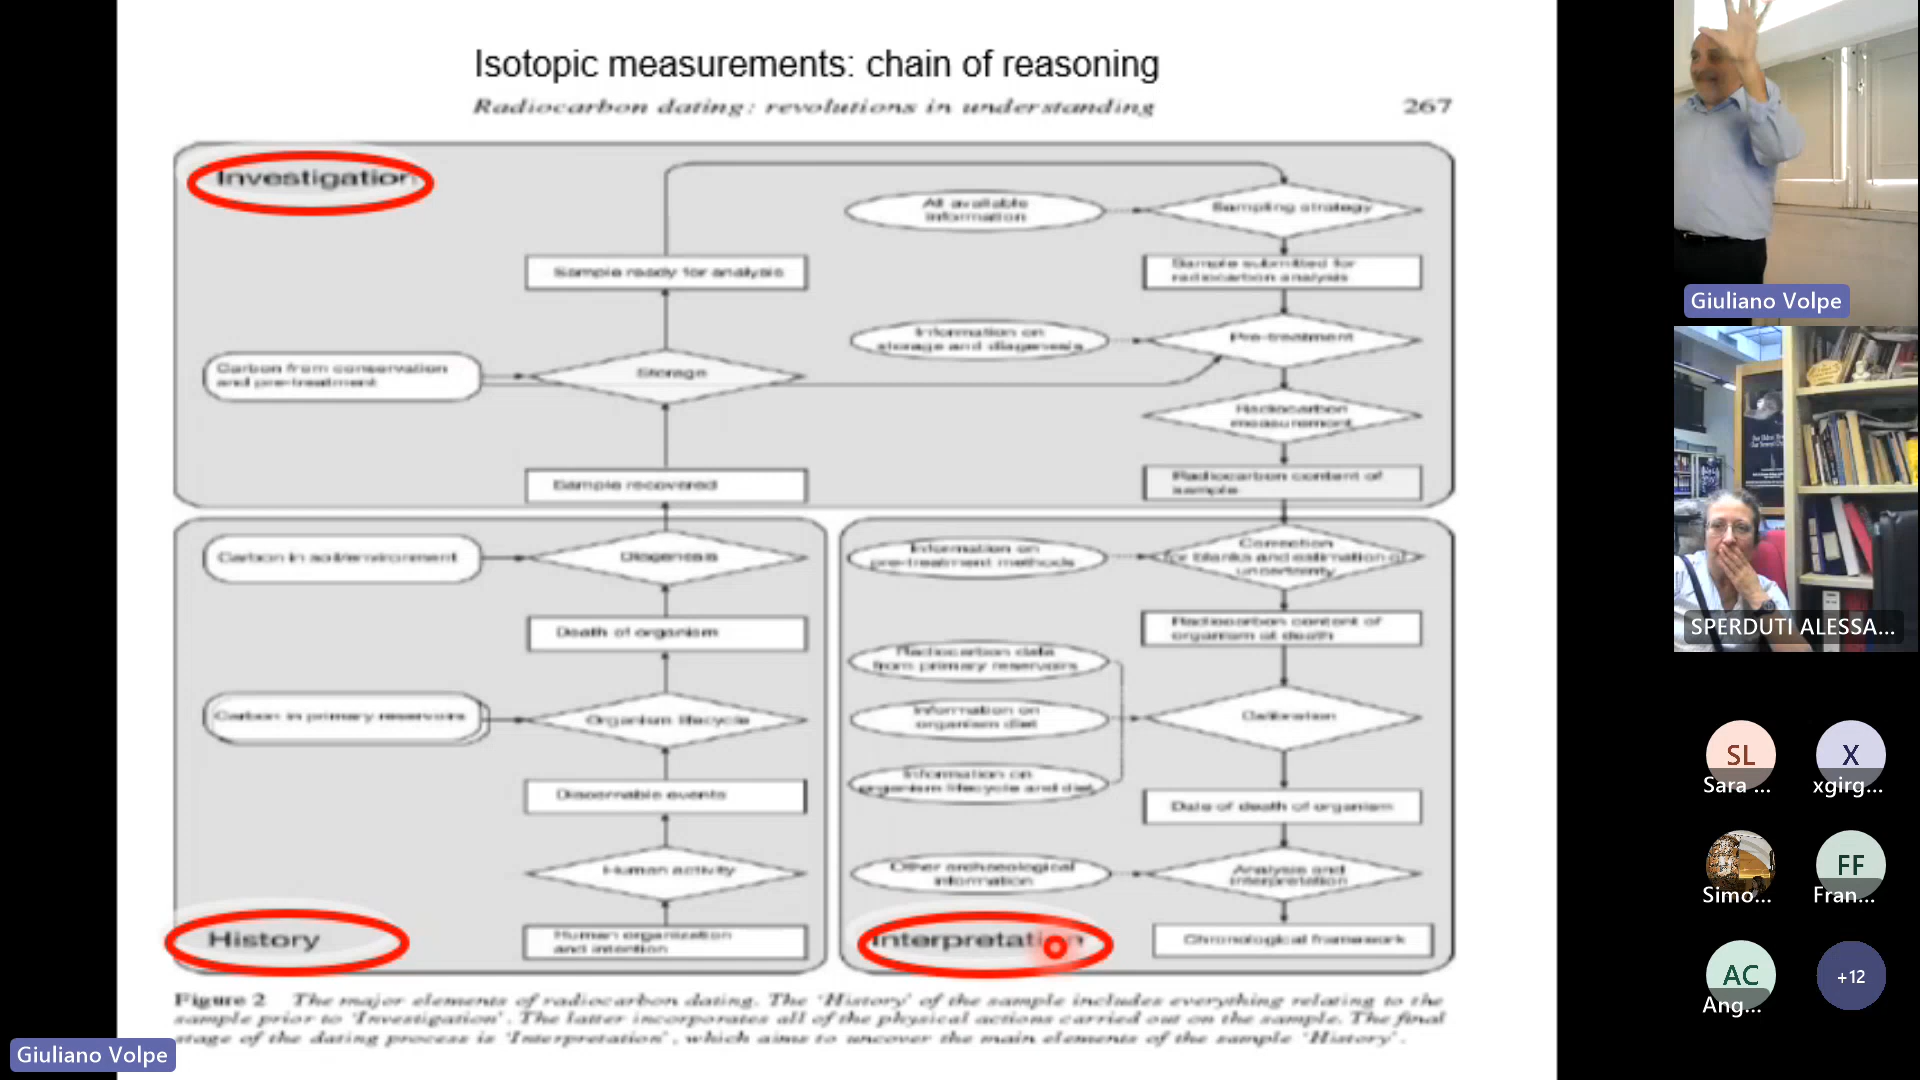 Isotopic measurements: chain of reasoning
Radiocarbon dating: revolutions in understanding
267
Investigation
All available
information
Sampling strategy
Sample ready for analysis
Sample submitted for
radiocarbon analysis
Information on
storage and diagenesis
Pre-treatment
Carbon from conservation
and pre-treatment
Storage
Radiocarbon
measurement
Sample recovered
Radiocarbon content of
sample
Carbon in soil/environment
Diagenesis
Information on
pre-treatment methods
Correction
for blanks and estimation of
uncertainty
Death of organism
Radiocarbon content of
organism at death
Radiocarbon data
from primary reservoirs
Carbon in primary reservoirs
Organism lifecycle
Information on
organism diet
Calibration
Information on
organism lifecycle and diet
Discernable events
Date of death of organism
Human activity
Other archaeological
information
Analysis and
interpretation
History
Human organization
and intention
Interpretation
Chronological framework
Figure 2 The major elements of radiocarbon dating. The 'History' of the sample includes everything relating to the
sample prior to 'Investigation'. The latter incorporates all of the physical actions carried out on the sample. The final
stage of the dating process is 'Interpretation', which aims to uncover the main elements of the sample 'History'.
Giuliano Volpe
Giuliano Volpe
SPERDUTI ALESSA...
SL
Sara ...
X
xgirg...
Simo...
FF
Fran...
AC
Ang...
+12